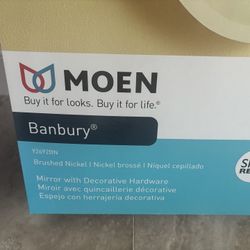 MOEN
Buy it for looks. Buy it for life.®
Banbury®
Y2692BN
Brushed Nickel | Nickel brossé | Níquel cepillado
Mirror with Decorative Hardware
Miroir avec quincaillerie décorative
Espejo con herrajería decorativa